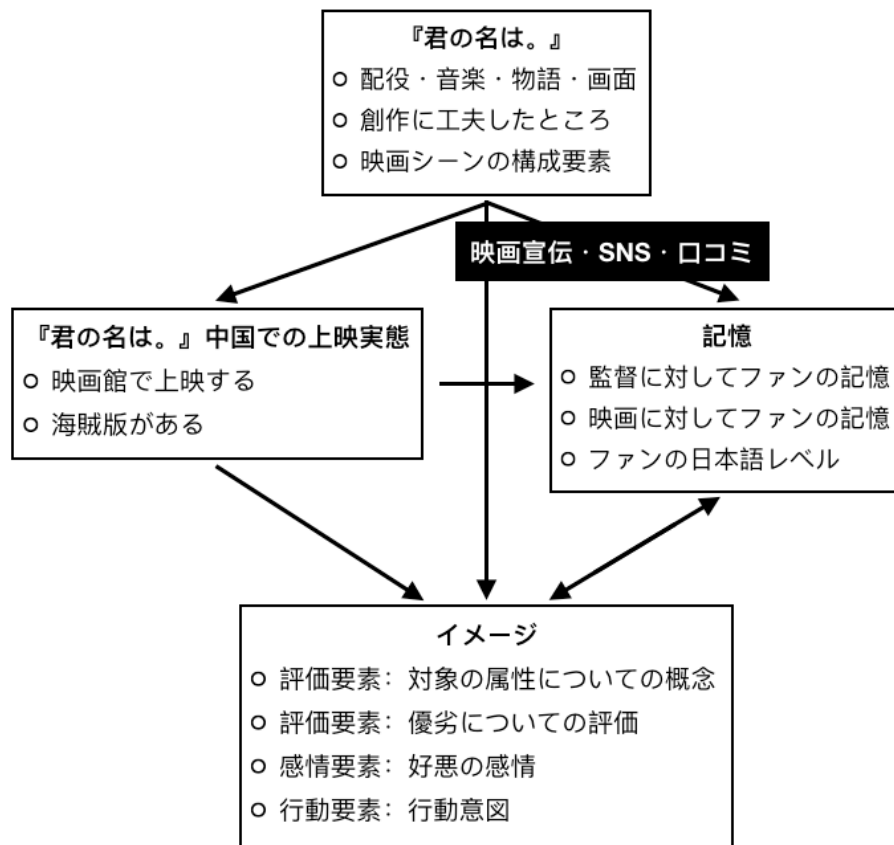 『君の名は。』
配役・音楽・物語・画面
創作に工夫したところ
映画シーンの構成要素
映画宣伝・SNS・口コミ
『君の名は。』中国での上映実態
映画館で上映する
海賊版がある
記憶
監督に対してファンの記憶
映画に対してファンの記憶
ファンの日本語レベル
イメージ
評価要素：対象の属性についての概念
評価要素：優劣についての評価
感情要素：好悪の感情
行動要素：行動意図